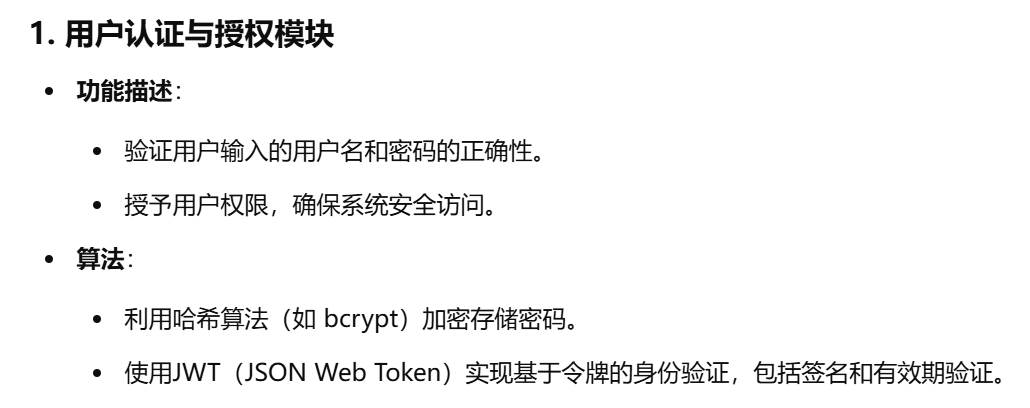 1. 用户认证与授权模块
• 功能描述：
• 验证用户输入的用户名和密码的正确性。
• 授予用户权限，确保系统安全访问。
• 算法：
• 利用哈希算法（如 bcrypt）加密存储密码。
• 使用JWT（JSON Web Token）实现基于令牌的身份验证，包括签名和有效期验证。